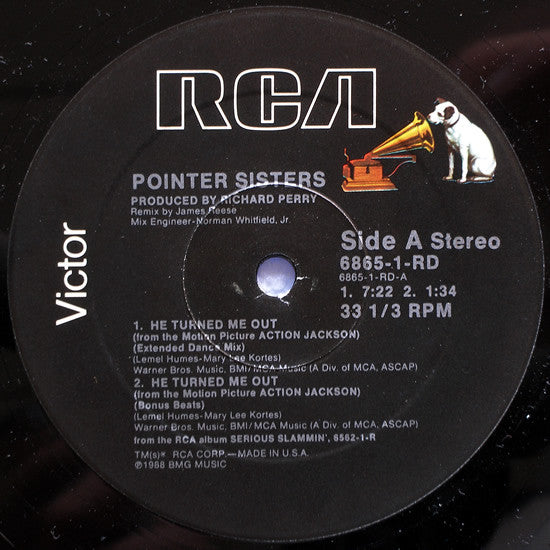 RCA
Victor
POINTER SISTERS
PRODUCED BY RICHARD PERRY
Remix by James Reese
Mix Engineer-Norman Whitfield, Jr.
Side A Stereo
6865-1-RD
6865-1-RD-A
1. 7:22 2. 1:34
33 1/3 RPM
1. HE TURNED ME OUT
(from the Motion Picture ACTION JACKSON)
(Extended Dance Mix)
(Lemel Humes-Mary Lee Kortes)
Warner Bros. Music, BMI/MCA Music (A Div. of MCA, ASCAP)
2. HE TURNED ME OUT
(from the Motion Picture ACTION JACKSON)
(Bonus Beats)
(Lemel Humes-Mary Lee Kortes)
Warner Bros. Music, BMI/MCA Music (A Div. of MCA, ASCAP)
from the RCA album SERIOUS SLAMMIN', 6562-1-R
TM(s)® RCA CORP.—MADE IN U.S.A.
℗1988 BMG MUSIC